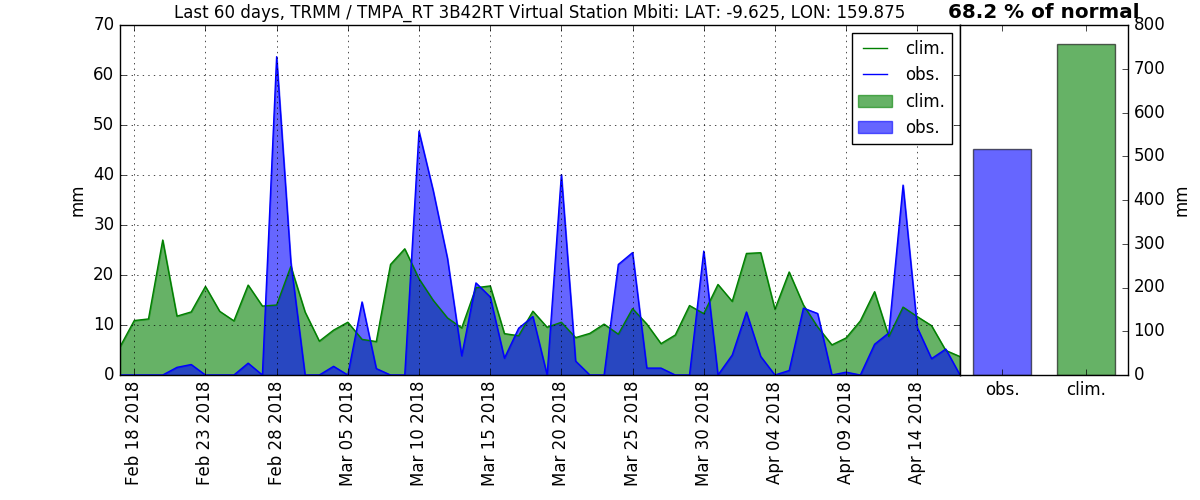 Last 60 days, TRMM / TMPA_RT 3B42RT Virtual Station Mbiti: LAT: -9.625, LON: 159.875
68.2 % of normal
70
60
50
40
30
20
10
0
mm
clim.
obs.
clim.
obs.
800
700
600
500
400
300
200
100
0
mm
obs.
clim.
Feb 18 2018
Feb 23 2018
Feb 28 2018
Mar 05 2018
Mar 10 2018
Mar 15 2018
Mar 20 2018
Mar 25 2018
Mar 30 2018
Apr 04 2018
Apr 09 2018
Apr 14 2018